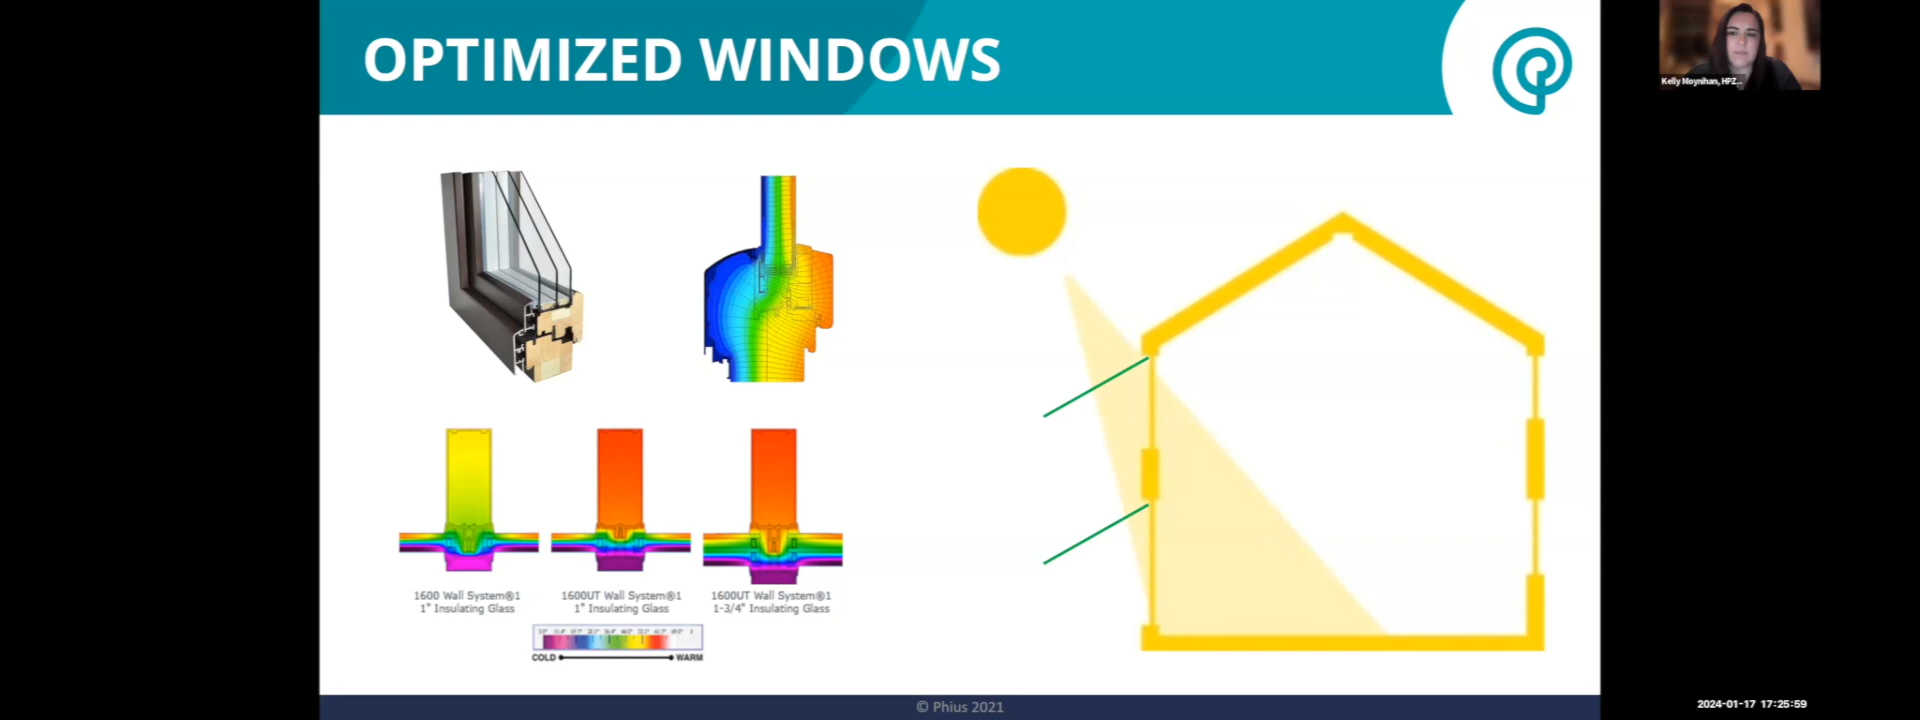 OPTIMIZED WINDOWS
Kelly Moynihan, HPZ...
1600 Wall System®1
1" Insulating Glass
1600UT Wall System®1
1" Insulating Glass
1600UT Wall System®1
1-3/4" Insulating Glass
COLD
WARM
© Phius 2021
2024-01-17 17:25:59